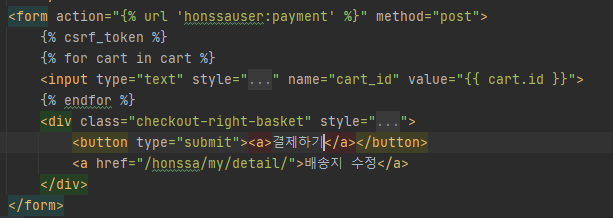 <form action="{% url 'honssauser:payment' %}" method="post">
{% csrf_token %}
{% for cart in cart %}
<input type="text" style="..." name="cart_id" value="{{ cart.id }}">
{% endfor %}
<div class="checkout-right-basket" style="...">
<button type="submit"><a>결제하기</a></button>
<a href="/honssa/my/detail/">배송지 수정</a>
</div>
</form>